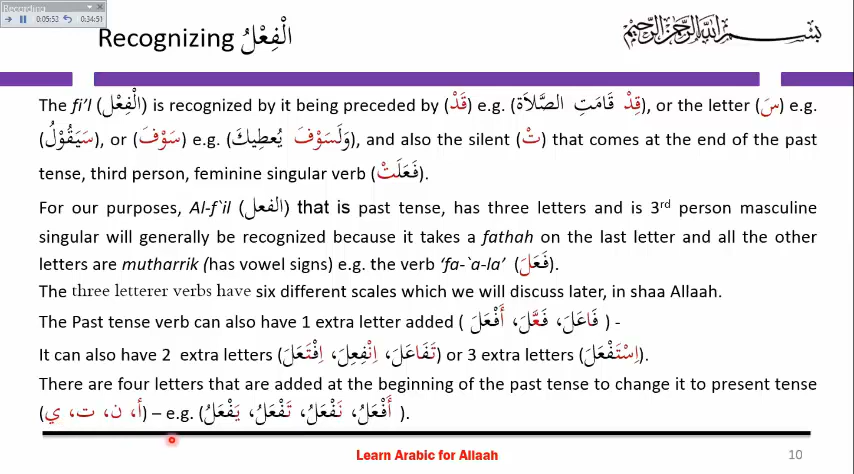 Recording
0:05:53 0:34:51
Recognizing الْفِعْلُ
بسم الله الرحمن الرحيم
The fi’l (الْفِعْل) is recognized by it being preceded by (قَدْ) e.g. (قِدْ قَامَتِ الصَّلاَة), or the letter (سَ) e.g.
(سَيَقُوْلُ), or (سَوْفَ) e.g. (وَلَسَوْفَ يُعطِيكَ), and also the silent (تْ) that comes at the end of the past
tense, third person, feminine singular verb (فَعَلَتْ).
For our purposes, Al-f`il (الفعل) that is past tense, has three letters and is 3rd person masculine
singular will generally be recognized because it takes a fathah on the last letter and all the other
letters are mutharrik (has vowel signs) e.g. the verb ‘fa-`a-la’ (فَعَلَ).
The three letterer verbs have six different scales which we will discuss later, in shaa Allaah.
The Past tense verb can also have 1 extra letter added ( فَاعَلَ، فَعَّلَ، أَفْعَلَ ) -
It can also have 2 extra letters (تَفَاعَلَ، اِنْفِعِلَ، اِفْتَعَلَ) or 3 extra letters (اِسْتَفْعَلَ).
There are four letters that are added at the beginning of the past tense to change it to present tense
(أ، ن، ت، ي) – e.g. (أَفْعَلُ، نَفْعَلُ، تَفْعَلُ، يَفْعَلُ ).
Learn Arabic for Allaah
10